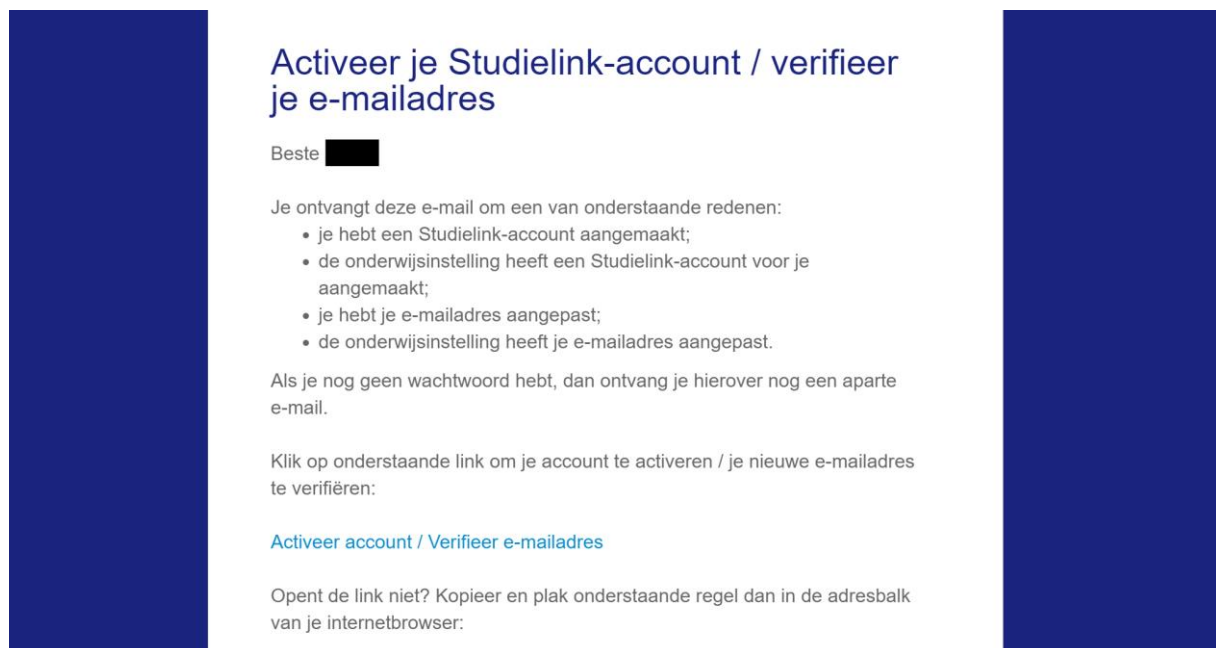 Activeer je Studielink-account / verifieer
je e-mailadres
Beste
Je ontvangt deze e-mail om een van onderstaande redenen:
• je hebt een Studielink-account aangemaakt;
• de onderwijsinstelling heeft een Studielink-account voor je
aangemaakt;
• je hebt je e-mailadres aangepast;
• de onderwijsinstelling heeft je e-mailadres aangepast.
Als je nog geen wachtwoord hebt, dan ontvang je hierover nog een aparte
e-mail.
Klik op onderstaande link om je account te activeren / je nieuwe e-mailadres
te verifiëren:
Activeer account / Verifieer e-mailadres
Opent de link niet? Kopieer en plak onderstaande regel dan in de adresbalk
van je internetbrowser: